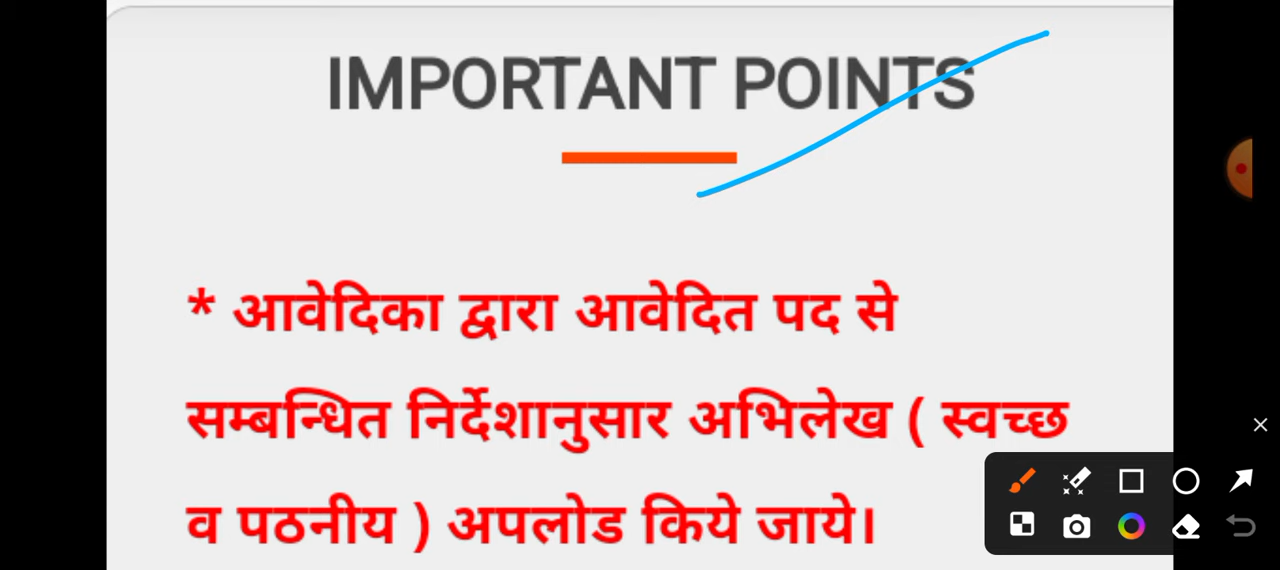 IMPORTANT POINTS
* आवेदिका द्वारा आवेदित पद से
सम्बन्धित निर्देशानुसार अभिलेख ( स्वच्छ
व पठनीय ) अपलोड किये जाये।